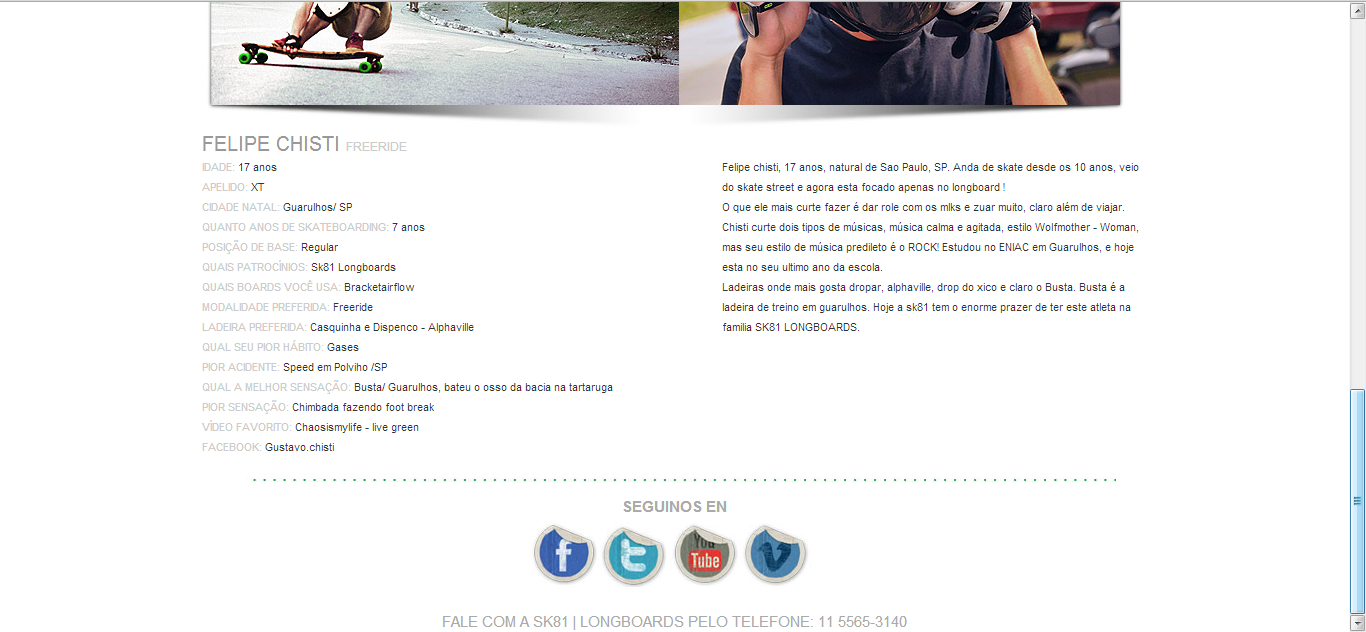 FELIPE CHISTI FREERIDE
IDADE: 17 anos
APELIDO: XT
CIDADE NATAL: Guarulhos/ SP
QUANTO ANOS DE SKATEBOARDING: 7 anos
POSIÇÃO DE BASE: Regular
QUAIS PATROCÍNIOS: Sk81 Longboards
QUAIS BOARDS VOCÊ USA: Bracketairflow
MODALIDADE PREFERIDA: Freeride
LADEIRA PREFERIDA: Casquinha e Dispenco - Alphaville
QUAL SEU PIOR HÁBITO: Gases
PIOR ACIDENTE: Speed em Polviho /SP
QUAL A MELHOR SENSAÇÃO: Busta/ Guarulhos, bateu o osso da bacia na tartaruga
PIOR SENSAÇÃO: Chimbada fazendo foot break
VÍDEO FAVORITO: Chaosismylife - live green
FACEBOOK: Gustavo.chisti
Felipe chisti, 17 anos, natural de Sao Paulo, SP. Anda de skate desde os 10 anos, veio
do skate street e agora esta focado apenas no longboard !
O que ele mais curte fazer é dar role com os mlks e zuar muito, claro além de viajar.
Chisti curte dois tipos de músicas, música calma e agitada, estilo Wolfmother - Woman,
mas seu estilo de música predileto é o ROCK! Estudou no ENIAC em Guarulhos, e hoje
esta no seu ultimo ano da escola.
Ladeiras onde mais gosta dropar, alphaville, drop do xico e claro o Busta. Busta é a
ladeira de treino em guarulhos. Hoje a sk81 tem o enorme prazer de ter este atleta na
familia SK81 LONGBOARDS.
SEGUINOS EN
You
Tube
FALE COM A SK81 | LONGBOARDS PELO TELEFONE: 11 5565-3140